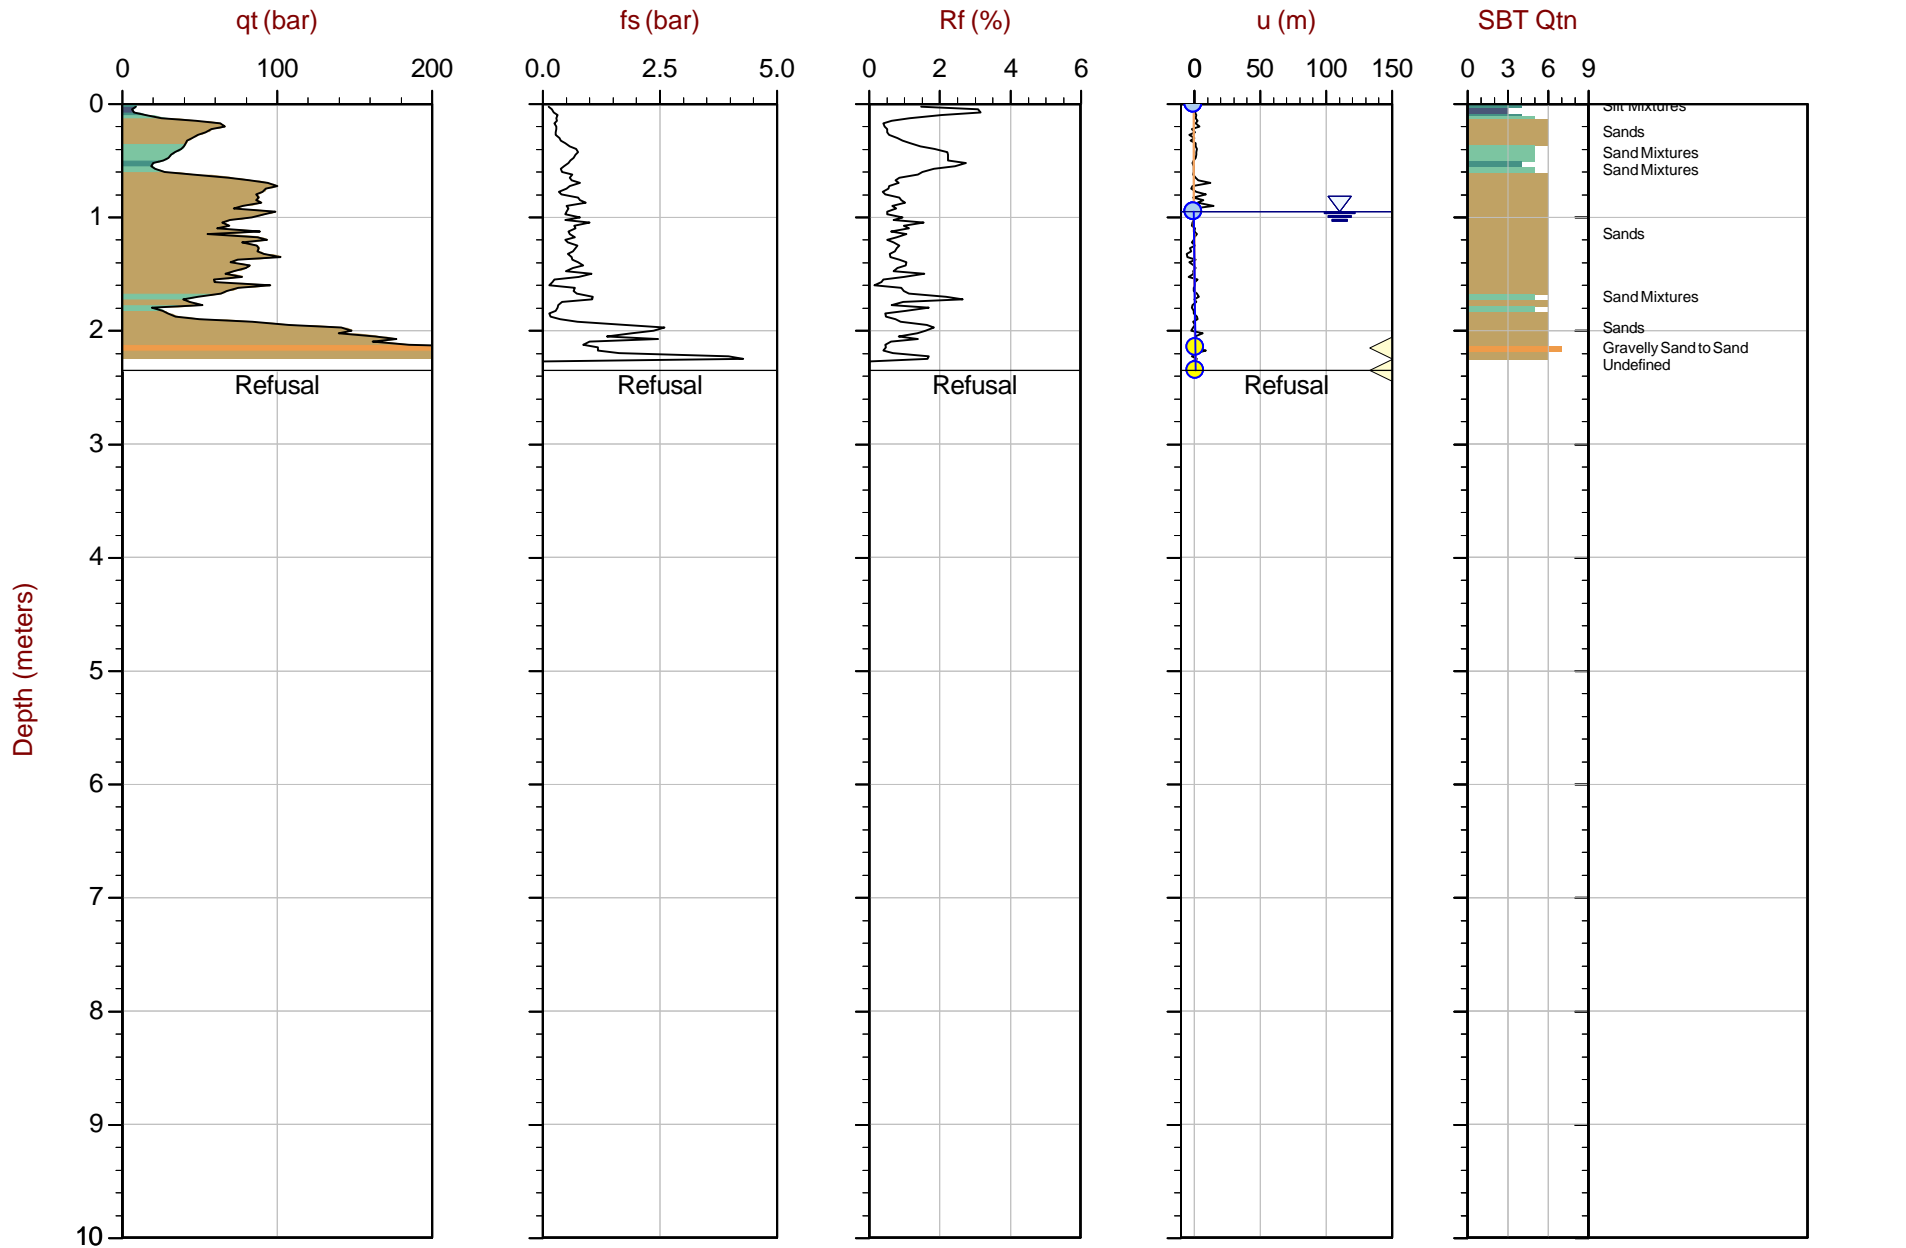 qt (bar) fs (bar) Rf (%) u (m) SBT Qtn
0 100 200 0.0 2.5 5.0 0 2 4 6 0 50 100 150 0 3 6 9
0
1
2
3
4
5
6
7
8
9
10
Depth (meters)
Silt Mixtures
Sands
Sand Mixtures
Sand Mixtures
Sands
Sand Mixtures
Sands
Gravelly Sand to Sand
Undefined
Refusal Refusal Refusal Refusal